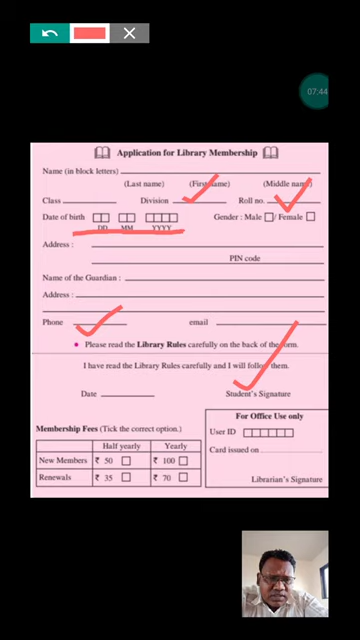 07:44
Application for Library Membership
Name (in block letters)
(Last name) (First name) (Middle name)
Class Division Roll no.
Date of birth Gender : Male / Female
DD MM YYYY
Address :
PIN code
Name of the Guardian :
Address :
Phone email
• Please read the Library Rules carefully on the back of the form.
I have read the Library Rules carefully and I will follow them.
Date Student's Signature
Membership Fees (Tick the correct option).
Half yearly Yearly
New Members ₹ 50 ₹ 100
Renewals ₹ 35 ₹ 70
For Office Use only
User ID
Card issued on
Librarian's Signature